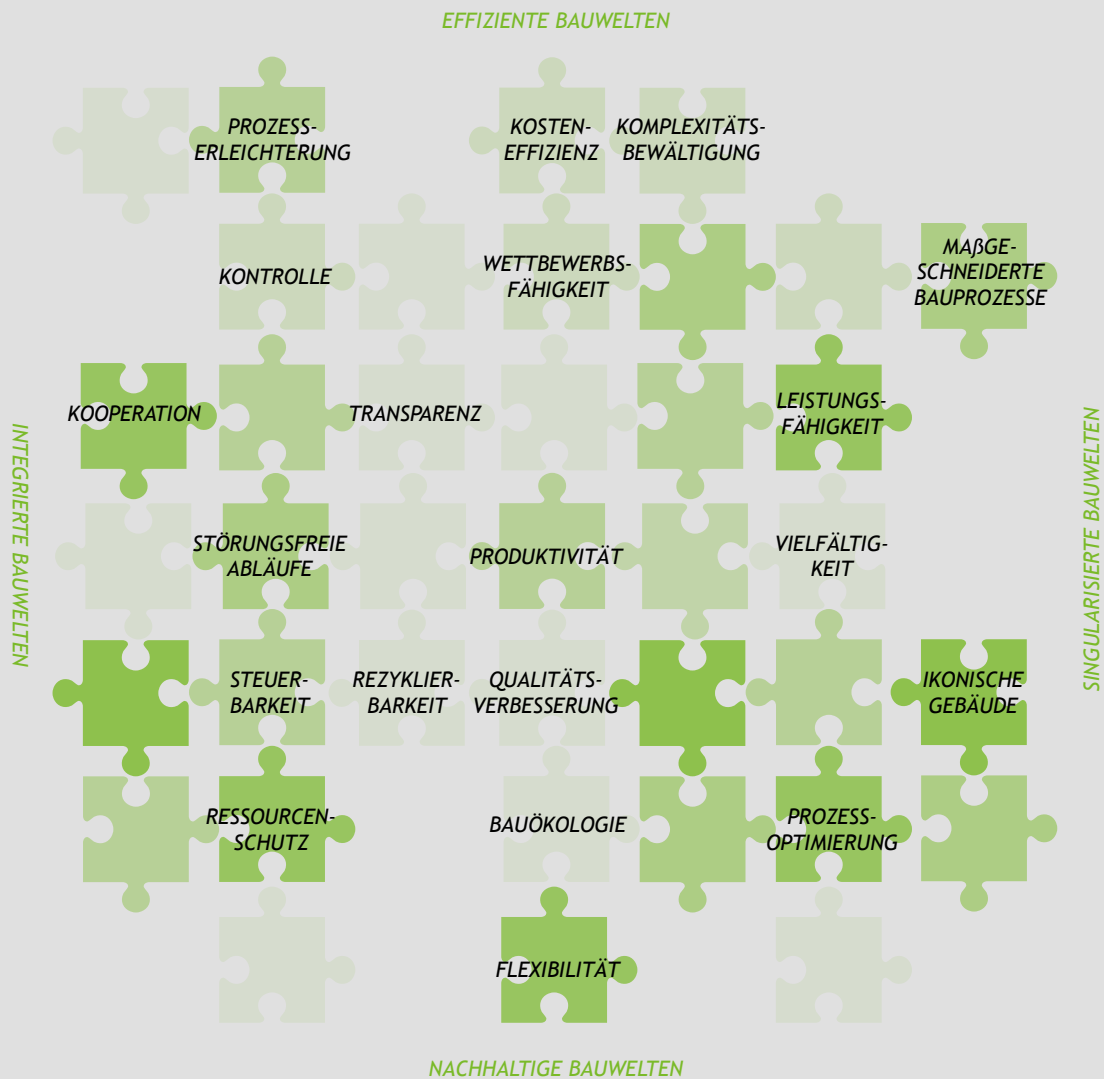 EFFIZIENTE BAUWELTEN
PROZESS-
ERLEICHTERUNG
KOSTEN-
EFFIZIENZ
KOMPLEXITÄTS-
BEWÄLTIGUNG
KONTROLLE
WETTBEWERBS-
FÄHIGKEIT
MAßGE-
SCHNEIDERTE
BAUPROZESSE
KOOPERATION
TRANSPARENZ
LEISTUNGS-
FÄHIGKEIT
INTEGRIERTE BAUWELTEN
SINGULARISIERTE BAUWELTEN
STÖRUNGSFREIE
ABLÄUFE
PRODUKTIVITÄT
VIELFÄLTIG-
KEIT
STEUER-
BARKEIT
REZYKLIER-
BARKEIT
QUALITÄTS-
VERBESSERUNG
IKONISCHE
GEBÄUDE
RESSOURCEN-
SCHUTZ
BAUÖKOLOGIE
PROZESS-
OPTIMIERUNG
FLEXIBILITÄT
NACHHALTIGE BAUWELTEN